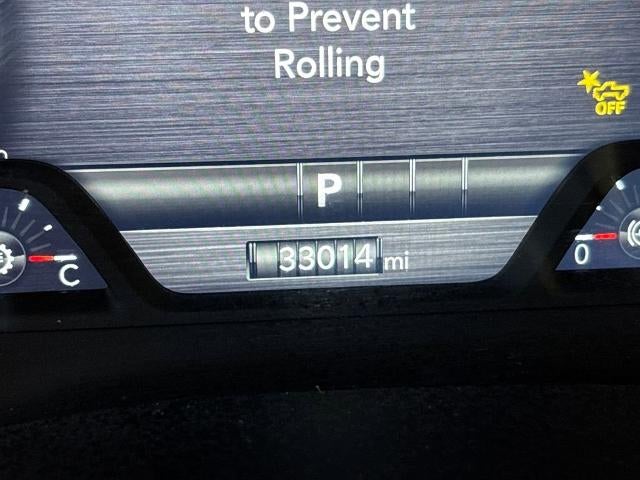 to Prevent
Rolling
OFF
P
33014 mi
C
0